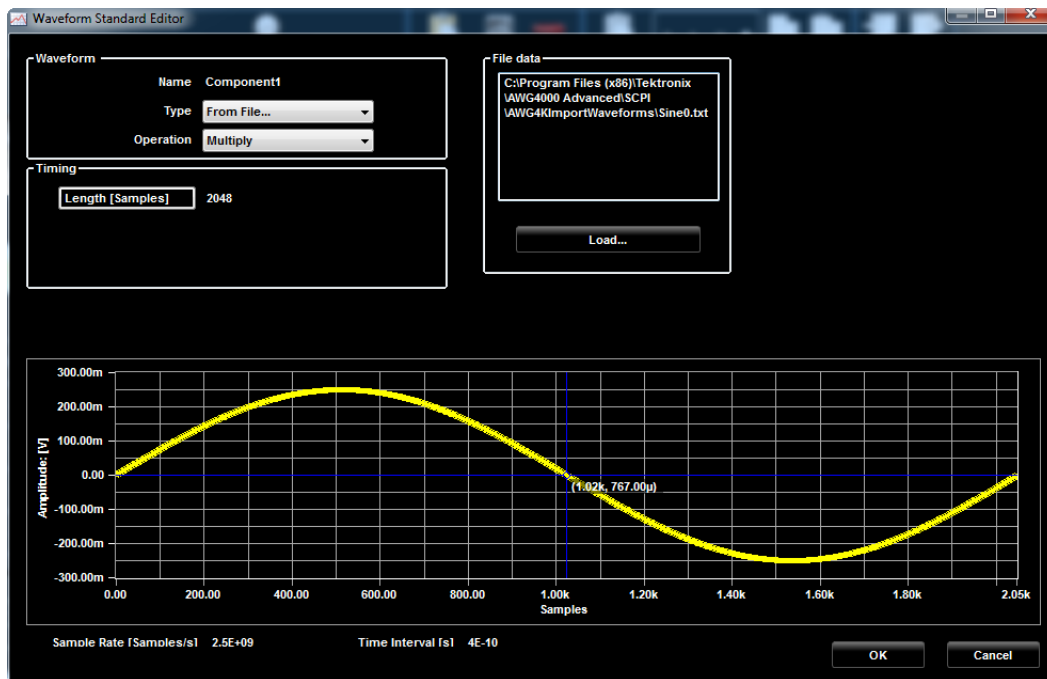 Waveform Standard Editor
Waveform
Name Component1
Type From File...
Operation Multiply
Timing
Length [Samples] 2048
File data
C:\Program Files (x86)\Tektronix
\AWG4000 Advanced\SCPI
\AWG4KImportWaveforms\Sine0.txt
Load...
300.00m
200.00m
100.00m
0.00
-100.00m
-200.00m
-300.00m
Amplitude: [V]
(1.02k, 767.00μ)
0.00 200.00 400.00 600.00 800.00 1.00k 1.20k 1.40k 1.60k 1.80k 2.05k
Samples
Sample Rate [Samples/s] 2.5E+09 Time Interval [s] 4E-10
OK Cancel